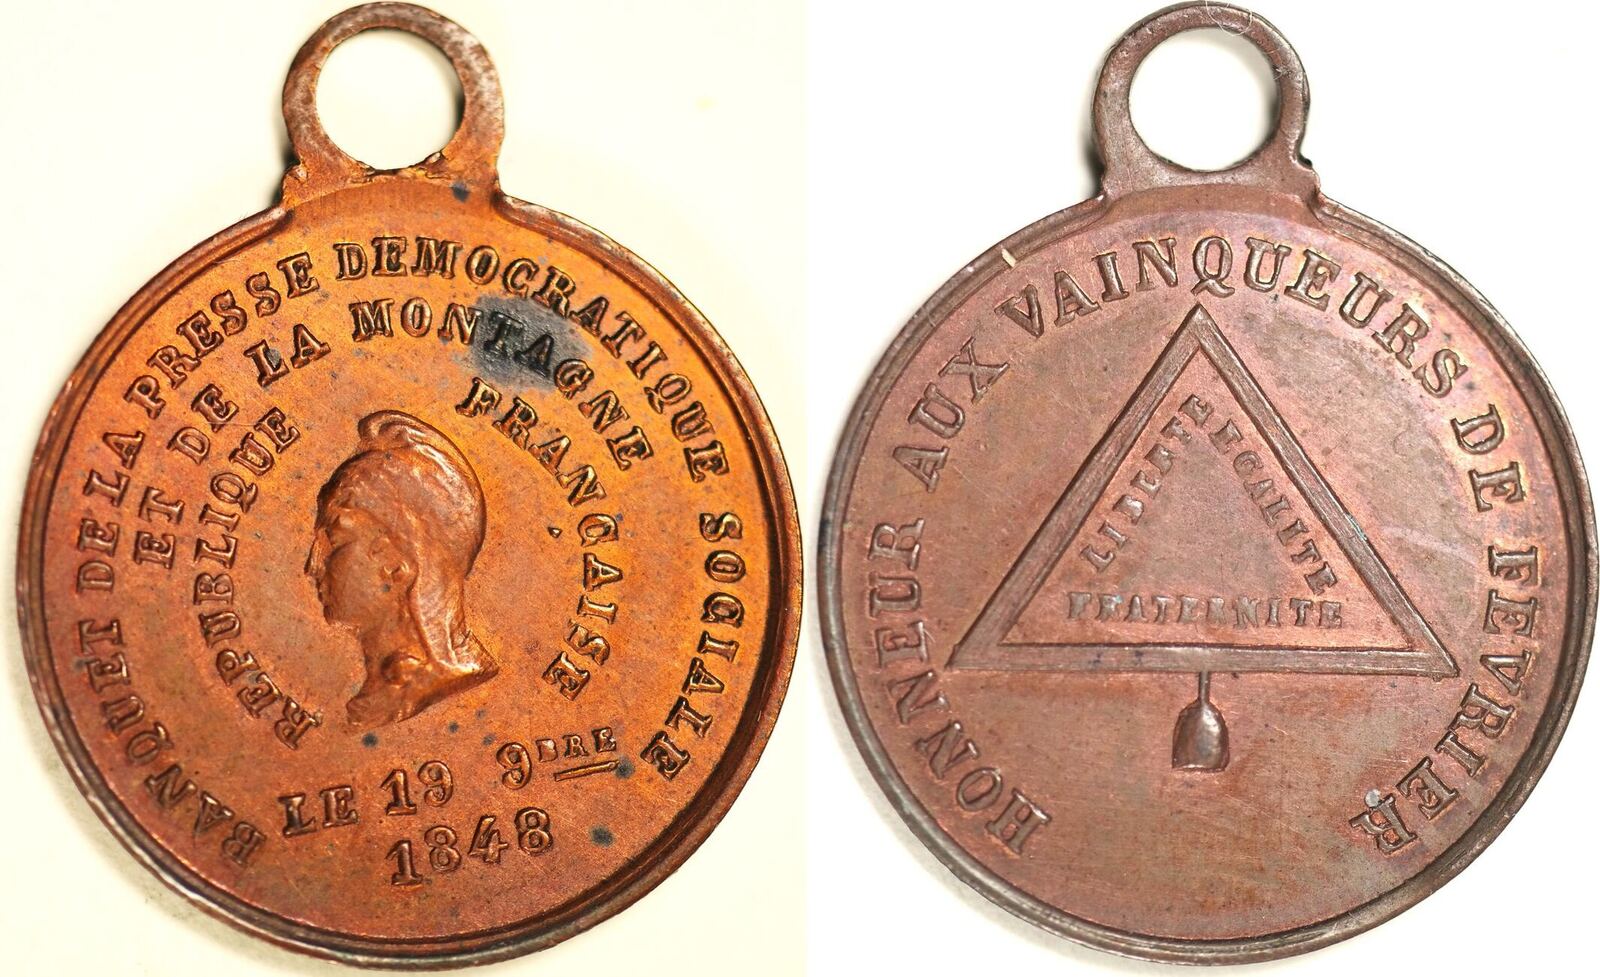 BANQUET DE LA PRESSE DEMOCRATIQUE SOCIALE
ET DE LA MONTAGNE
REPUBLIQUE FRANÇAISE
LE 19 9BRE
1848
HONNEUR AUX VAINQUEURS DE FEVRIER
LIBERTE
EGALITE
FRATERNITE